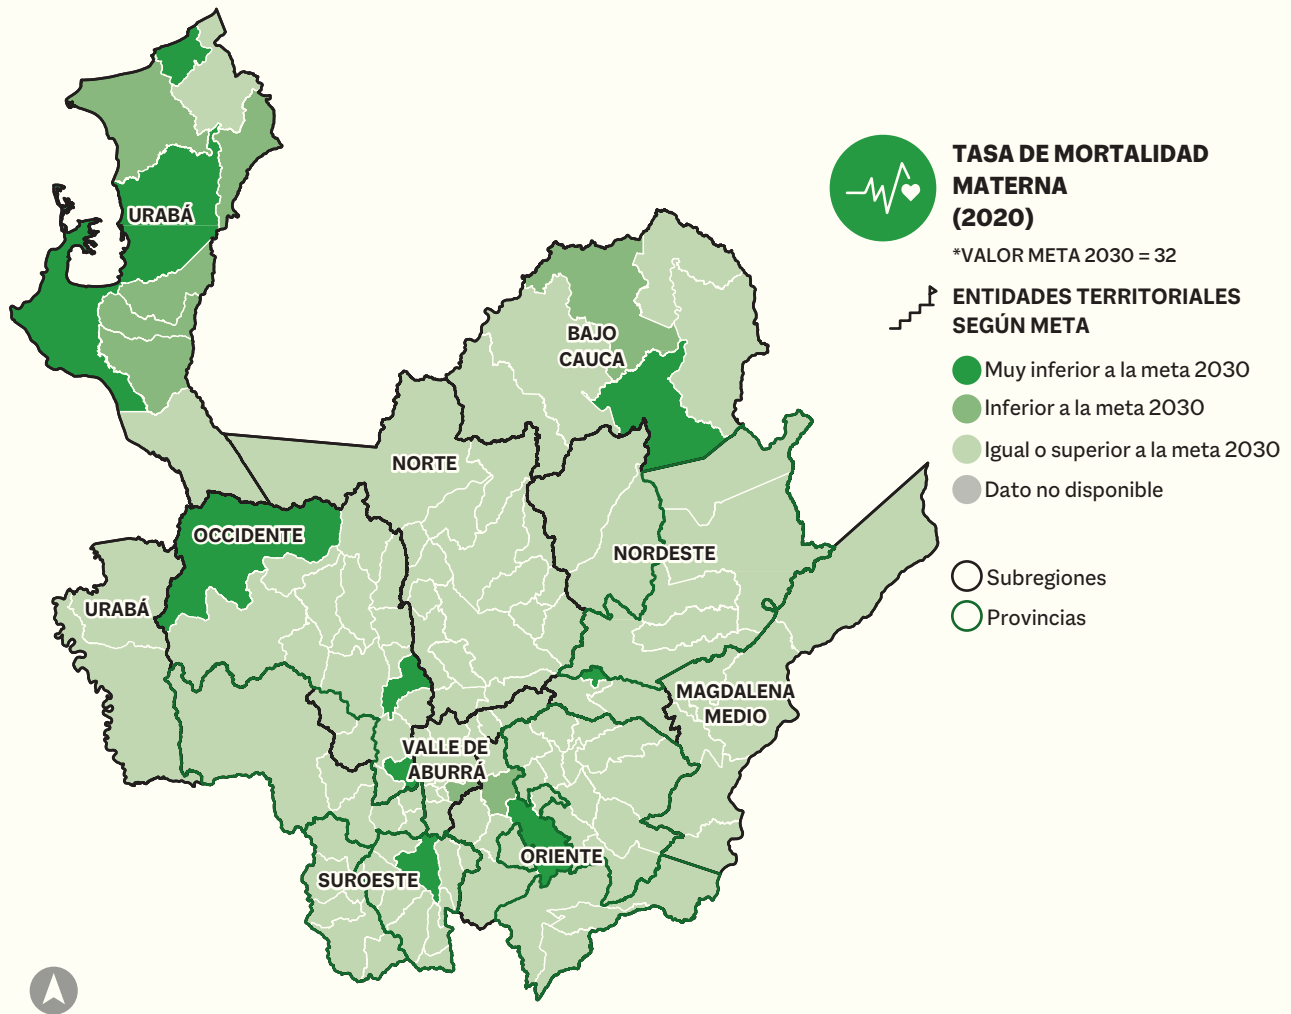 TASA DE MORTALIDAD
MATERNA
(2020)
*VALOR META 2030 = 32
ENTIDADES TERRITORIALES
SEGÚN META
Muy inferior a la meta 2030
Inferior a la meta 2030
Igual o superior a la meta 2030
Dato no disponible
Subregiones
Provincias
URABÁ
BAJO
CAUCA
NORTE
OCCIDENTE
NORDESTE
URABÁ
MAGDALENA
MEDIO
VALLE DE
ABURRÁ
ORIENTE
SUROESTE